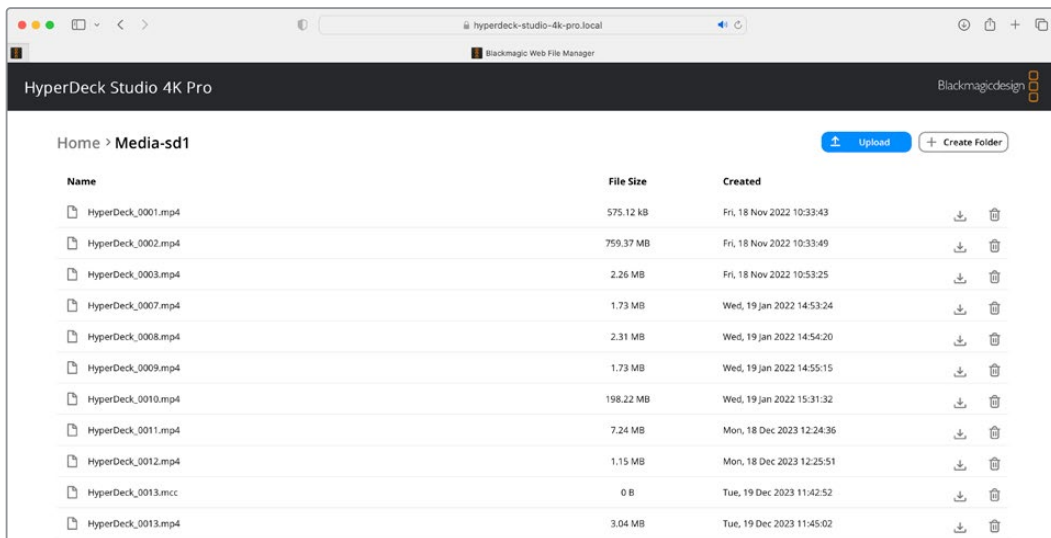 hyperdeck-studio-4k-pro.local
Blackmagic Web File Manager
HyperDeck Studio 4K Pro
Blackmagicdesign
Home > Media-sd1
Upload
+ Create Folder
Name File Size Created
HyperDeck_0001.mp4 575.12 kB Fri, 18 Nov 2022 10:33:43
HyperDeck_0002.mp4 759.37 MB Fri, 18 Nov 2022 10:33:49
HyperDeck_0003.mp4 2.26 MB Fri, 18 Nov 2022 10:53:25
HyperDeck_0007.mp4 1.73 MB Wed, 19 Jan 2022 14:53:24
HyperDeck_0008.mp4 2.31 MB Wed, 19 Jan 2022 14:54:20
HyperDeck_0009.mp4 1.73 MB Wed, 19 Jan 2022 14:55:15
HyperDeck_0010.mp4 198.22 MB Wed, 19 Jan 2022 15:31:32
HyperDeck_0011.mp4 7.24 MB Mon, 18 Dec 2023 12:24:36
HyperDeck_0012.mp4 1.15 MB Mon, 18 Dec 2023 12:25:51
HyperDeck_0013.mcc 0 B Tue, 19 Dec 2023 11:42:52
HyperDeck_0013.mp4 3.04 MB Tue, 19 Dec 2023 11:45:02